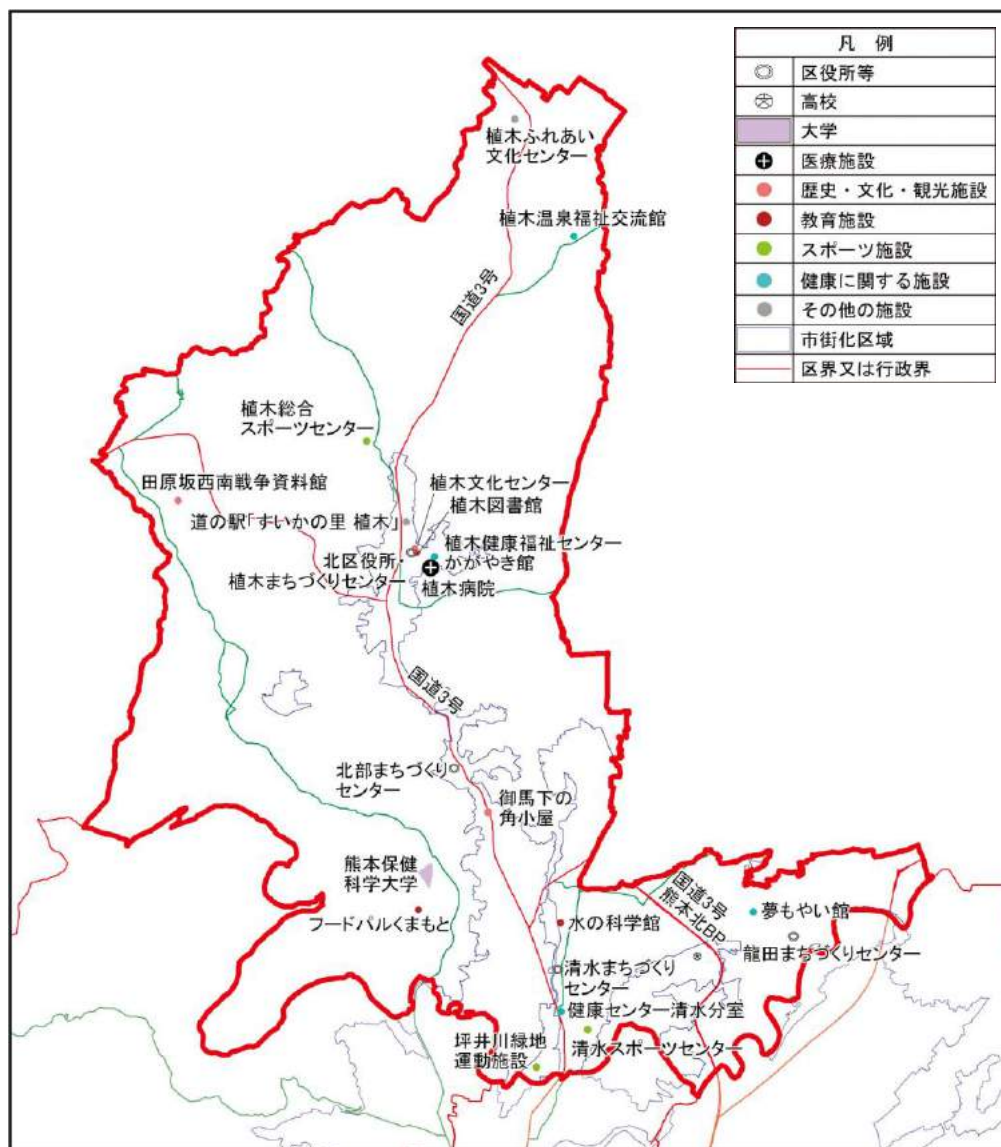 凡 例
区役所等
高校
大学
医療施設
歴史・文化・観光施設
教育施設
スポーツ施設
健康に関する施設
その他の施設
市街化区域
区界又は行政界
植木ふれあい
文化センター
植木温泉福祉交流館
国道3号
植木総合
スポーツセンター
田原坂西南戦争資料館
植木文化センター
植木図書館
道の駅「すいかの里 植木」
植木健康福祉センター
かがやき館
北区役所・
植木まちづくりセンター
植木病院
国道3号
北部まちづくり
センター
御馬下の
角小屋
熊本保健
科学大学
フードパルくまもと
国道3号
熊本北BP
夢もやい館
水の科学館
龍田まちづくりセンター
清水まちづくり
センター
健康センター清水分室
坪井川緑地
運動施設
清水スポーツセンター